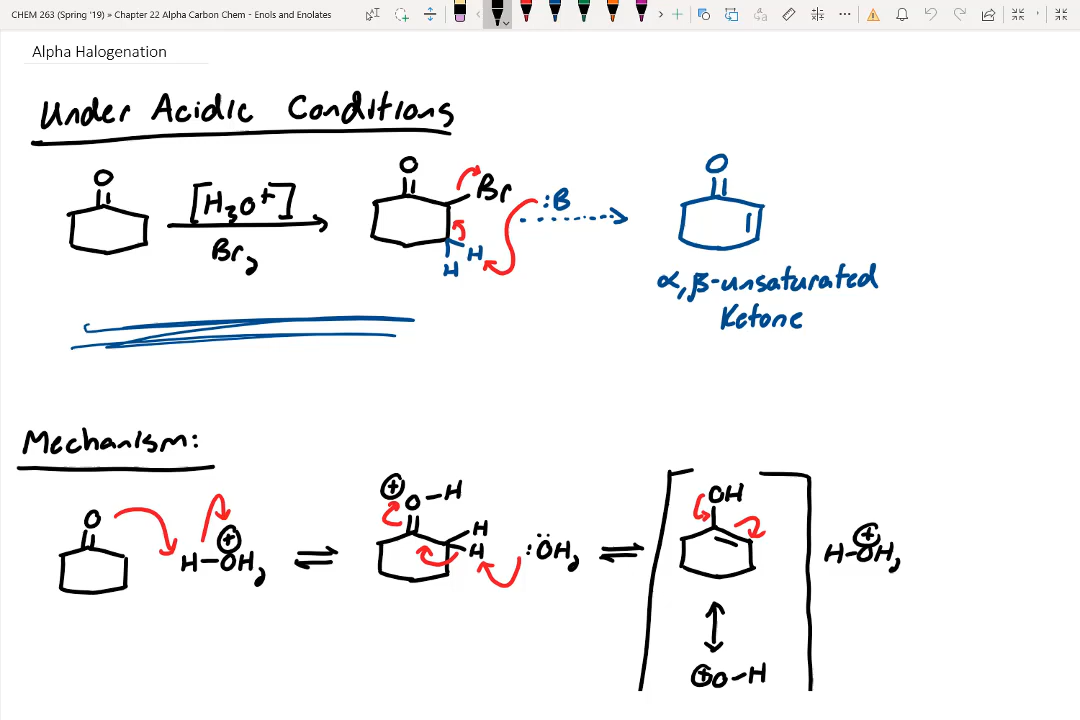 CHEM 263 (Spring '19) » Chapter 22 Alpha Carbon Chem - Enols and Enolates
Alpha Halogenation
Under Acidic Conditions
O
[H3O+]
Br2
O
Br
:B
H
H
O
α,β-unsaturated
Ketone
Mechanism:
O
H-OH2
⊕
⊕
O-H
H
H
:ÖH2
OH
H-OH2
⊕
⊕O-H